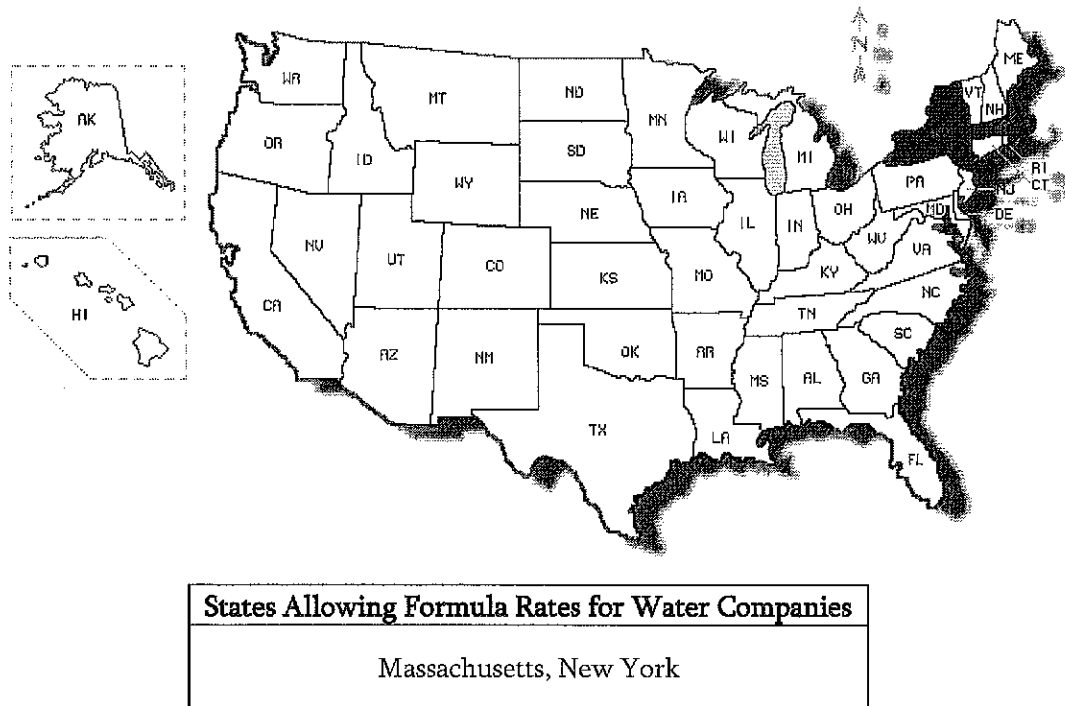 N
ME
WA
VT
NH
MT
ND
MN
AK
OR
WI
MI
ID
SD
RI
WY
CT
PA
NJ
IA
NE
OH
MD
DE
IL
IN
NV
WV
VA
UT
CO
KY
KS
MO
CA
NC
HI
TN
SC
AZ
NM
OK
AR
MS
AL
GA
TX
LA
FL
States Allowing Formula Rates for Water Companies
Massachusetts, New York